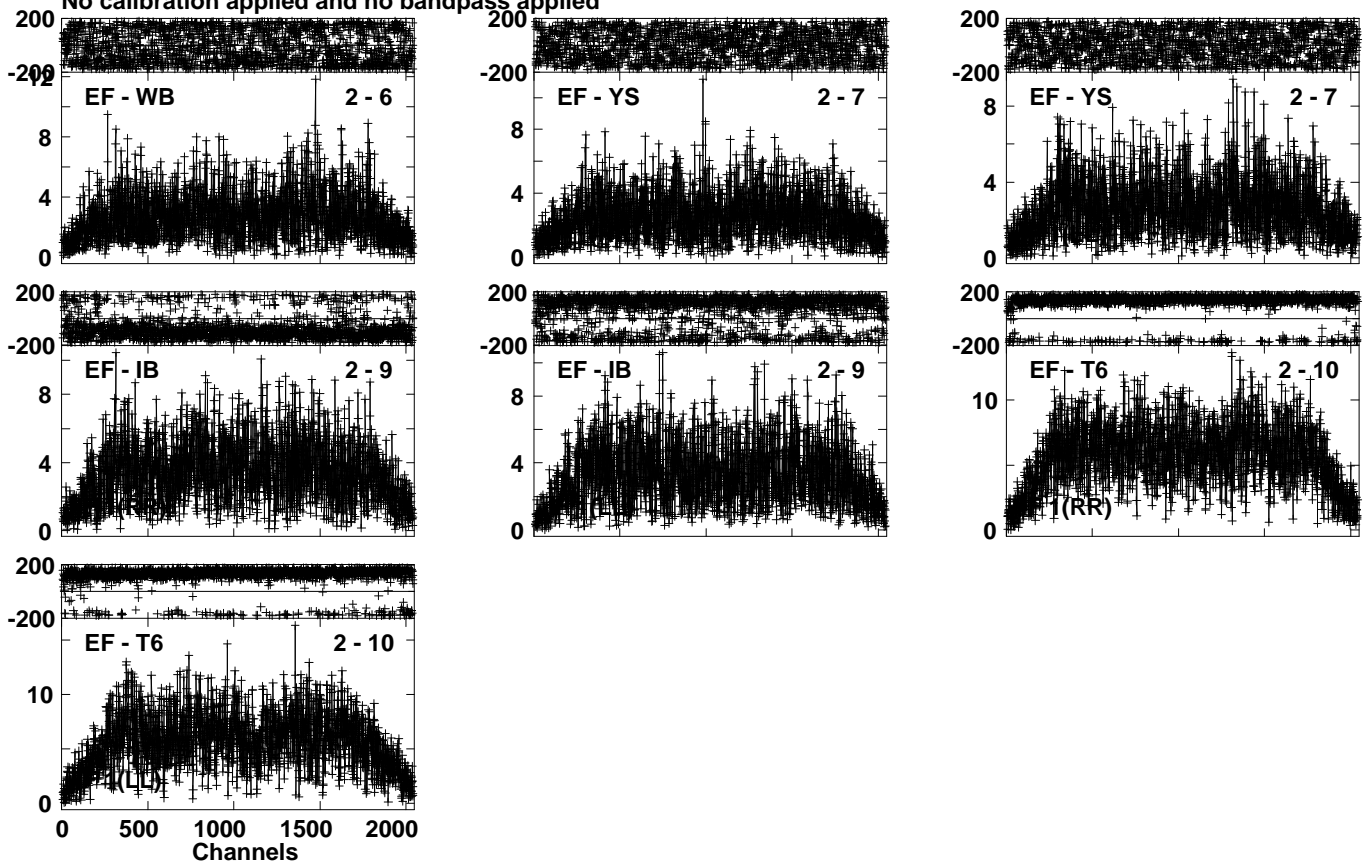 No calibration applied and no bandpass applied
200 200 200
-200 -200 -200
12
EF - WB 2 - 6 EF - YS 2 - 7 EF - YS 2 - 7
8 8 8
4 4 4
0 0 0
200 200 200
-200 -200 -200
EF - IB 2 - 9 EF - IB 2 - 9 EF - T6 2 - 10
8 8 10
4 4
1(RR)
0 0 0
200
-200
EF - T6 2 - 10
10
(LL)
0
0 500 1000 1500 2000
Channels